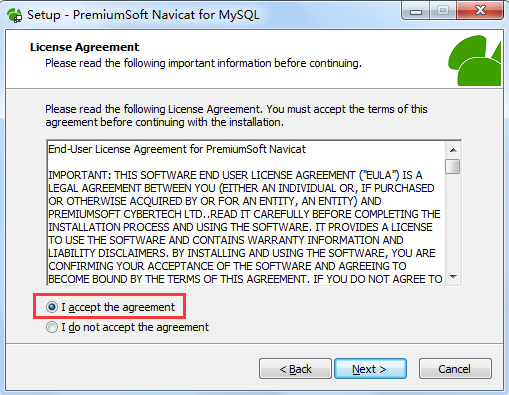 Setup - PremiumSoft Navicat for MySQL
License Agreement
Please read the following important information before continuing.
Please read the following License Agreement. You must accept the terms of this
agreement before continuing with the installation.
End-User License Agreement for PremiumSoft Navicat
IMPORTANT: THIS SOFTWARE END USER LICENSE AGREEMENT ("EULA") IS A
LEGAL AGREEMENT BETWEEN YOU (EITHER AN INDIVIDUAL OR, IF PURCHASED
OR OTHERWISE ACQUIRED BY OR FOR AN ENTITY, AN ENTITY) AND
PREMIUMSOFT CYBERTECH LTD..READ IT CAREFULLY BEFORE COMPLETING THE
INSTALLATION PROCESS AND USING THE SOFTWARE. IT PROVIDES A LICENSE
TO USE THE SOFTWARE AND CONTAINS WARRANTY INFORMATION AND
LIABILITY DISCLAIMERS. BY INSTALLING AND USING THE SOFTWARE, YOU ARE
CONFIRMING YOUR ACCEPTANCE OF THE SOFTWARE AND AGREEING TO
BECOME BOUND BY THE TERMS OF THIS AGREEMENT. IF YOU DO NOT AGREE TO
I accept the agreement
I do not accept the agreement
< Back
Next >
Cancel